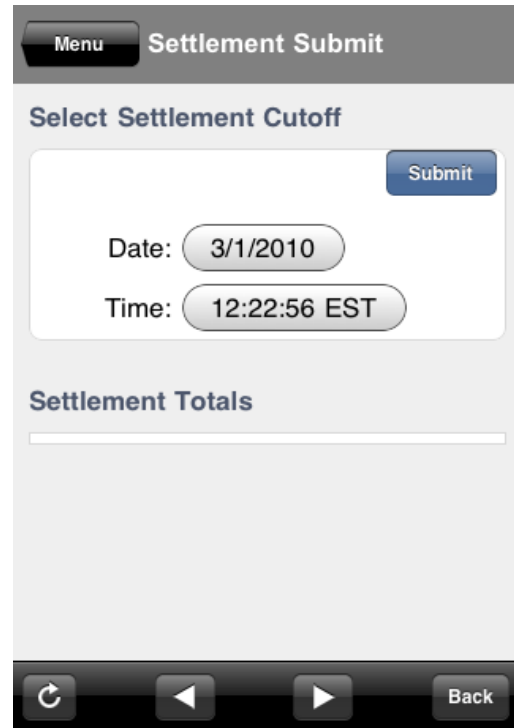 Menu Settlement Submit
Select Settlement Cutoff
Submit
Date: 3/1/2010
Time: 12:22:56 EST
Settlement Totals
Back